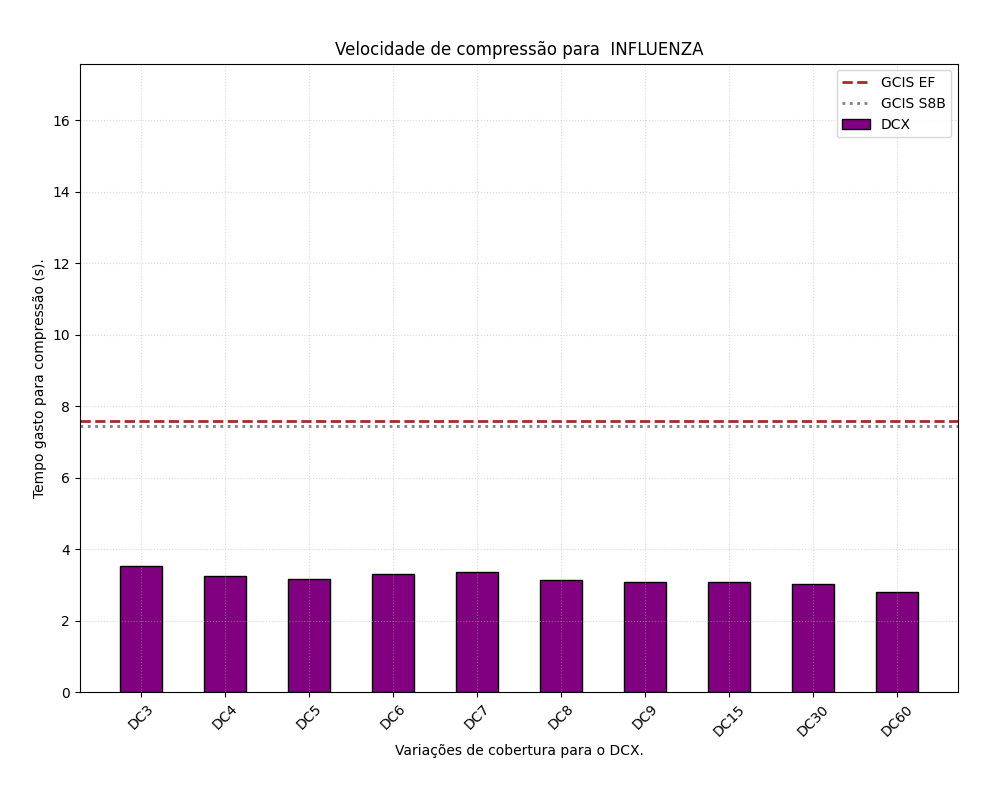 Velocidade de compressão para  INFLUENZA
GCIS EF
GCIS S8B
DCX
Tempo gasto para compressão (s).
16
14
12
10
8
6
4
2
0
DC3 DC4 DC5 DC6 DC7 DC8 DC9 DC15 DC30 DC60
Variações de cobertura para o DCX.